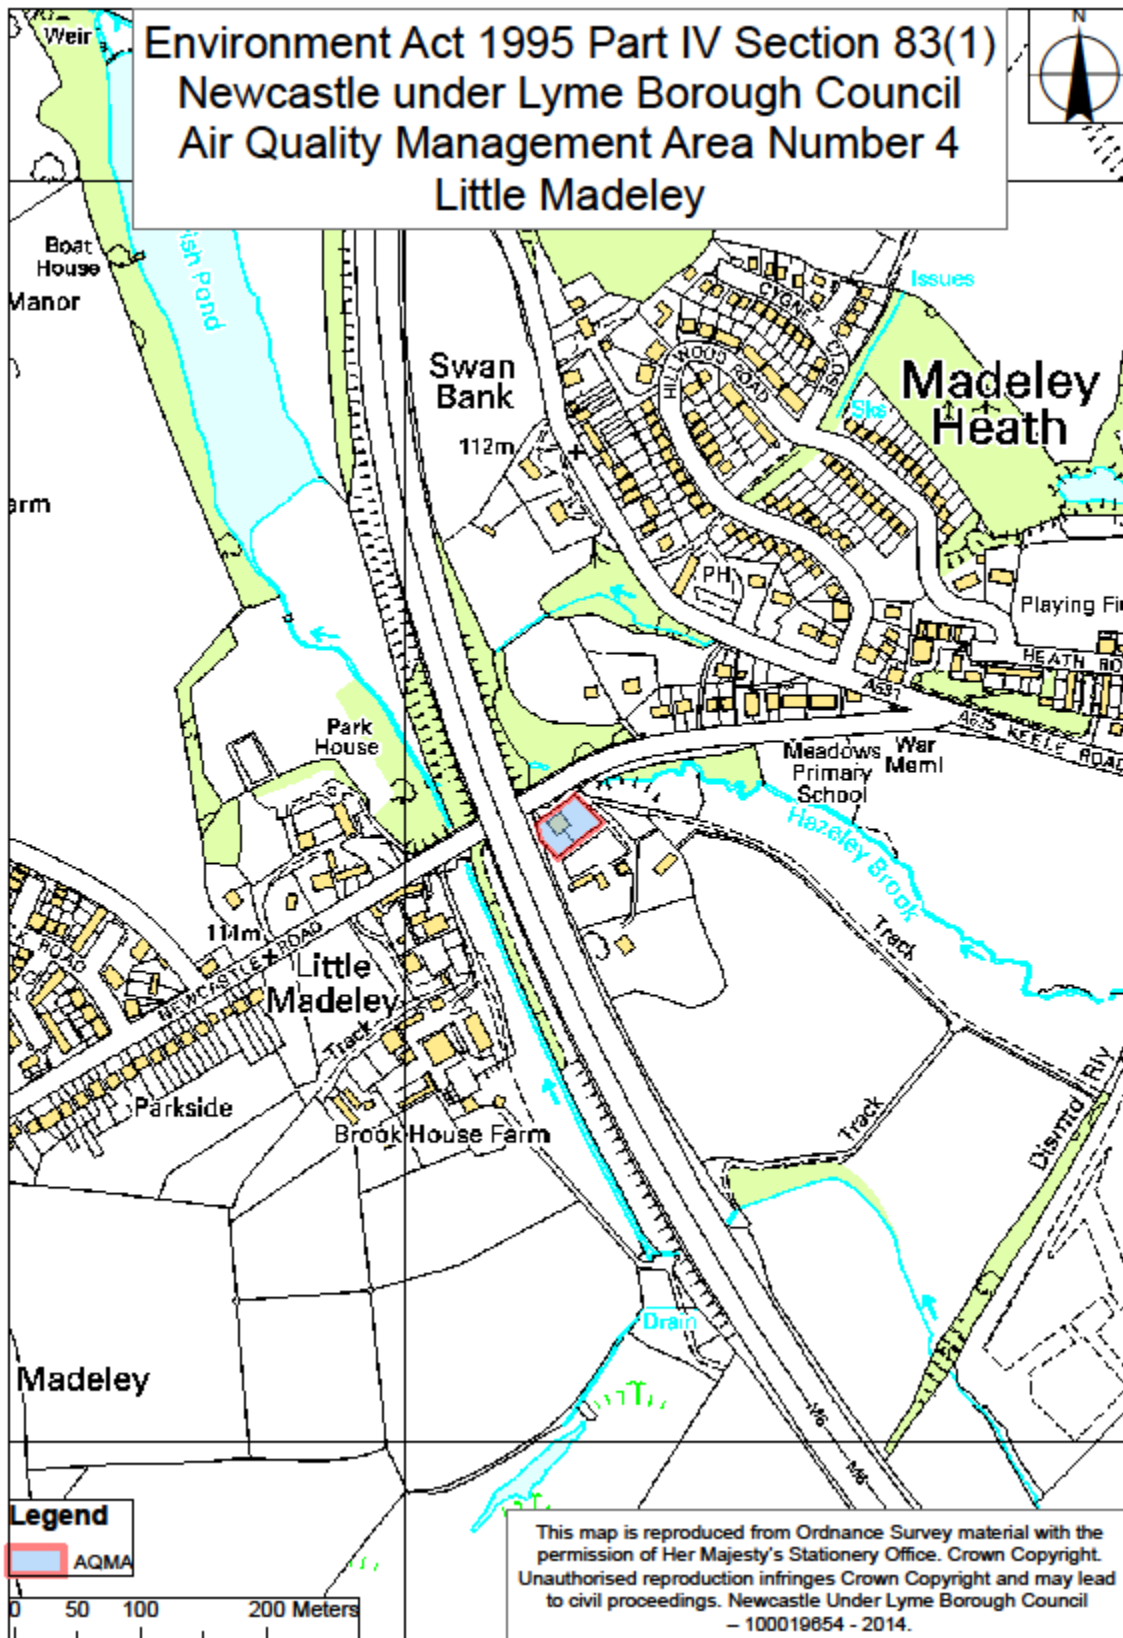 Environment Act 1995 Part IV Section 83(1)
Newcastle under Lyme Borough Council
Air Quality Management Area Number 4
Little Madeley
N
Weir
Boat
House
Manor
ish Pond
arm
Swan
Bank
112m
CYGNET CLOSE
HILLWOOD ROAD
Issues
Sks
Madeley
Heath
PH
Playing Fi
HEATH RO
A531
A525 KEELE ROAD
Park
House
Meadows
Primary
School
War
Meml
Hazeley Brook
Track
111m
NEWCASTLE ROAD
ROAD
Little
Madeley
Track
Parkside
Brook House Farm
Track
Dismtd Rly
Drain
Madeley
M6
M6
Legend
AQMA
0 50 100 200 Meters
This map is reproduced from Ordnance Survey material with the
permission of Her Majesty's Stationery Office. Crown Copyright.
Unauthorised reproduction infringes Crown Copyright and may lead
to civil proceedings. Newcastle Under Lyme Borough Council
– 100019654 - 2014.